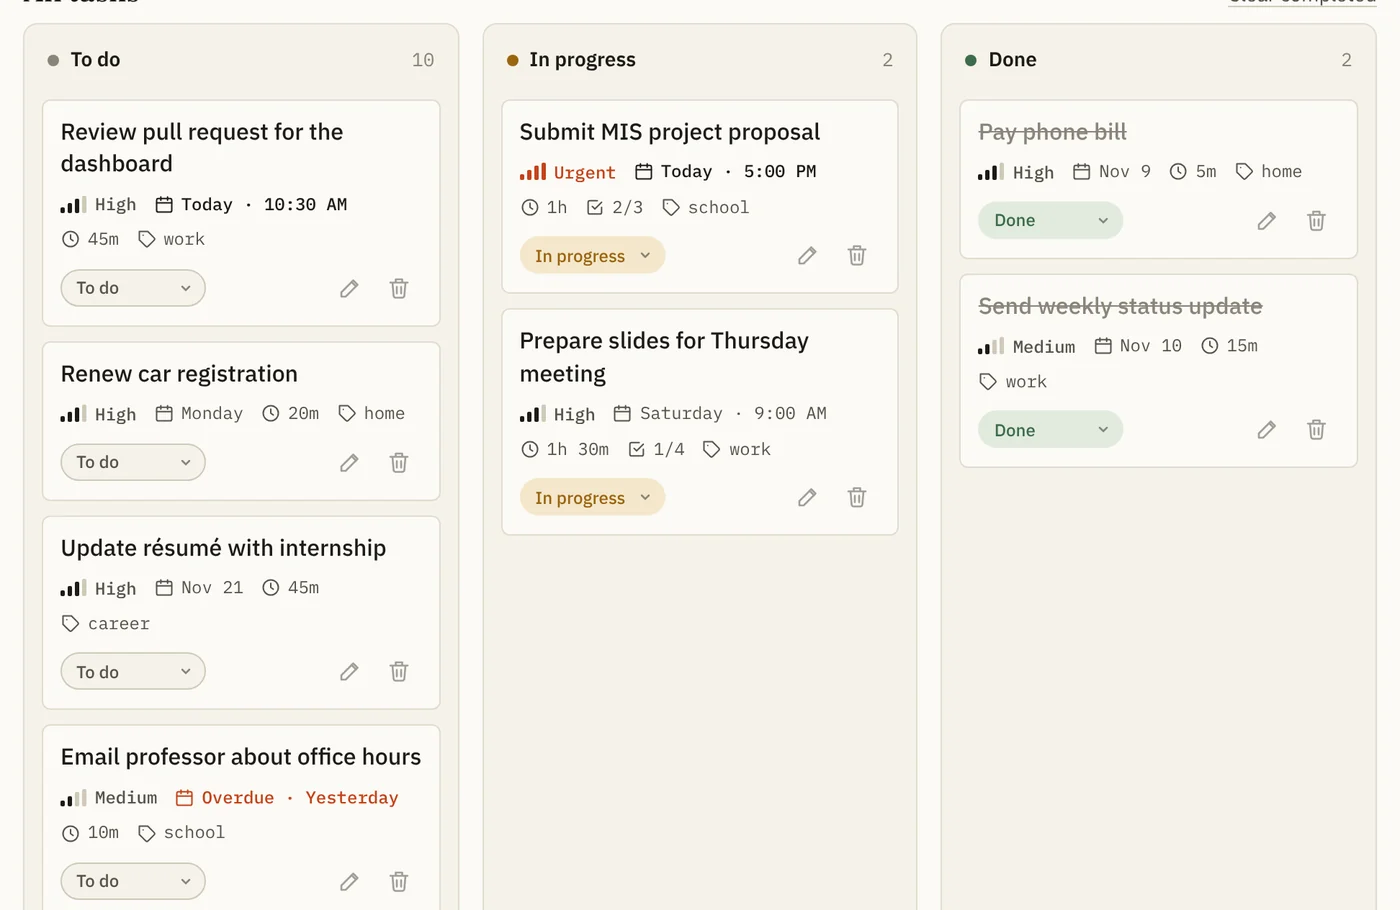 All tasks
Clear completed
To do 10
Review pull request for the
dashboard
High Today · 10:30 AM
45m work
To do
Renew car registration
High Monday 20m home
To do
Update résumé with internship
High Nov 21 45m
career
To do
Email professor about office hours
Medium Overdue · Yesterday
10m school
To do
In progress 2
Submit MIS project proposal
Urgent Today · 5:00 PM
1h 2/3 school
In progress
Prepare slides for Thursday
meeting
High Saturday · 9:00 AM
1h 30m 1/4 work
In progress
Done 2
Pay phone bill
High Nov 9 5m home
Done
Send weekly status update
Medium Nov 10 15m
work
Done